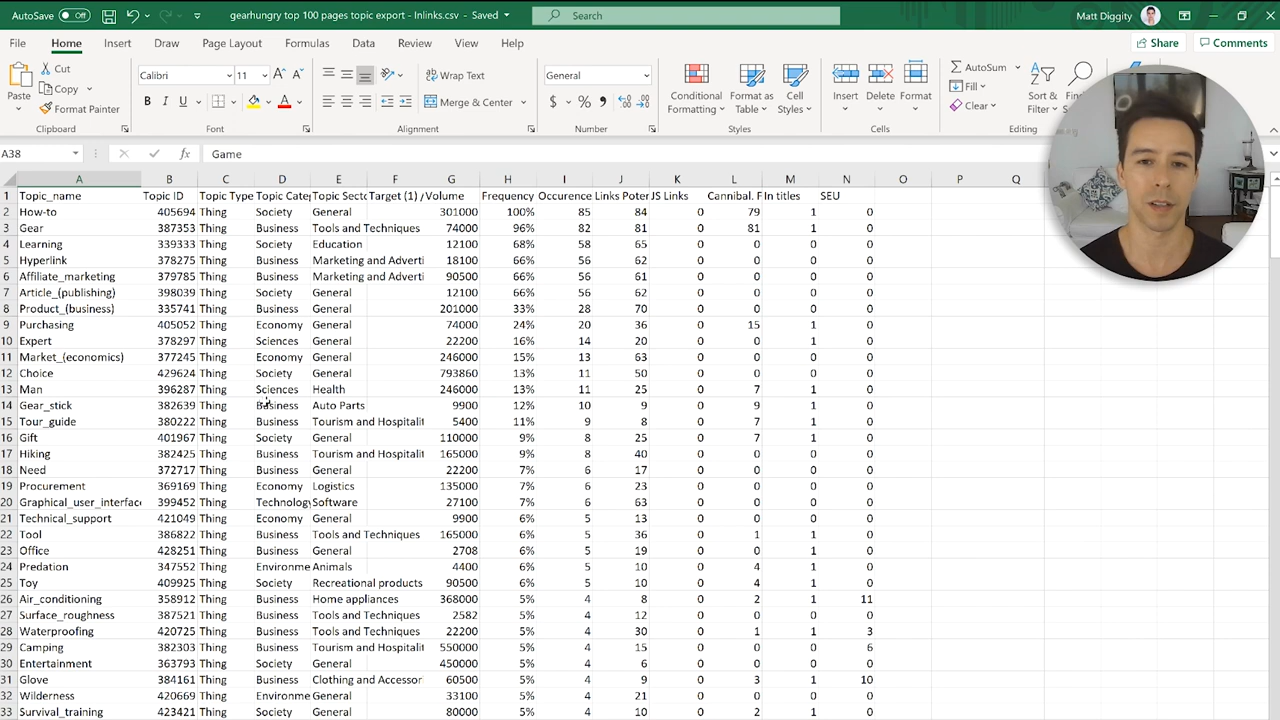 AutoSave Off gearhungry top 100 pages topic export - Inlinks.csv - Saved Search Matt Diggity
File Home Insert Draw Page Layout Formulas Data Review View Help Share Comments
Paste Cut Copy Format Painter Calibri 11 Wrap Text Merge & Center General Conditional Formatting Format as Table Cell Styles Insert Delete Format AutoSum Fill Clear Sort & Filter
Clipboard Font Alignment Number Styles Cells Editing
A38 fx Game
A B C D E F G H I J K L M N O P Q
1 Topic_name Topic ID Topic Type Topic Categ Topic Secto Target (1) / Volume Frequency Occurence Links Poter JS Links Cannibal. F In titles SEU
2 How-to 405694 Thing Society General 301000 100% 85 84 0 79 1 0
3 Gear 387353 Thing Business Tools and Techniques 74000 96% 82 81 0 81 1 0
4 Learning 339333 Thing Society Education 12100 68% 58 65 0 0 0 0
5 Hyperlink 378275 Thing Business Marketing and Adverti 18100 66% 56 62 0 0 0 0
6 Affiliate_marketing 379785 Thing Business Marketing and Adverti 90500 66% 56 61 0 0 0 0
7 Article_(publishing) 398039 Thing Society General 12100 66% 56 62 0 0 0 0
8 Product_(business) 335741 Thing Business General 201000 33% 28 70 0 0 0 0
9 Purchasing 405052 Thing Economy General 74000 24% 20 36 0 15 1 0
10 Expert 378297 Thing Sciences General 22200 16% 14 20 0 0 1 0
11 Market_(economics) 377245 Thing Economy General 246000 15% 13 63 0 0 0 0
12 Choice 429624 Thing Society General 793860 13% 11 50 0 0 0 0
13 Man 396287 Thing Sciences Health 246000 13% 11 25 0 7 1 0
14 Gear_stick 382639 Thing Business Auto Parts 9900 12% 10 9 0 9 1 0
15 Tour_guide 380222 Thing Business Tourism and Hospitalit 5400 11% 9 8 0 7 1 0
16 Gift 401967 Thing Society General 110000 9% 8 25 0 7 1 0
17 Hiking 382425 Thing Business Tourism and Hospitalit 165000 9% 8 40 0 0 0 0
18 Need 372717 Thing Business General 22200 7% 6 17 0 0 0 0
19 Procurement 369169 Thing Economy Logistics 135000 7% 6 23 0 0 0 0
20 Graphical_user_interface 399452 Thing Technology Software 27100 7% 6 63 0 0 0 0
21 Technical_support 421049 Thing Economy General 9900 6% 5 13 0 0 0 0
22 Tool 386822 Thing Business Tools and Techniques 165000 6% 5 36 0 1 1 0
23 Office 428251 Thing Business General 2708 6% 5 19 0 0 1 0
24 Predation 347552 Thing Environme Animals 4400 6% 5 10 0 4 1 0
25 Toy 409925 Thing Society Recreational products 90500 6% 5 10 0 4 1 0
26 Air_conditioning 358912 Thing Business Home appliances 368000 5% 4 8 0 2 1 11
27 Surface_roughness 387521 Thing Business Tools and Techniques 2582 5% 4 12 0 0 0 0
28 Waterproofing 420725 Thing Business Tools and Techniques 22200 5% 4 30 0 1 1 3
29 Camping 382303 Thing Business Tourism and Hospitalit 550000 5% 4 15 0 0 0 6
30 Entertainment 363793 Thing Society General 450000 5% 4 6 0 0 0 0
31 Glove 384161 Thing Business Clothing and Accessor 60500 5% 4 9 0 3 1 10
32 Wilderness 420669 Thing Environme General 33100 5% 4 21 0 0 0 0
33 Survival_training 423421 Thing Society General 80000 5% 4 10 0 2 1 0